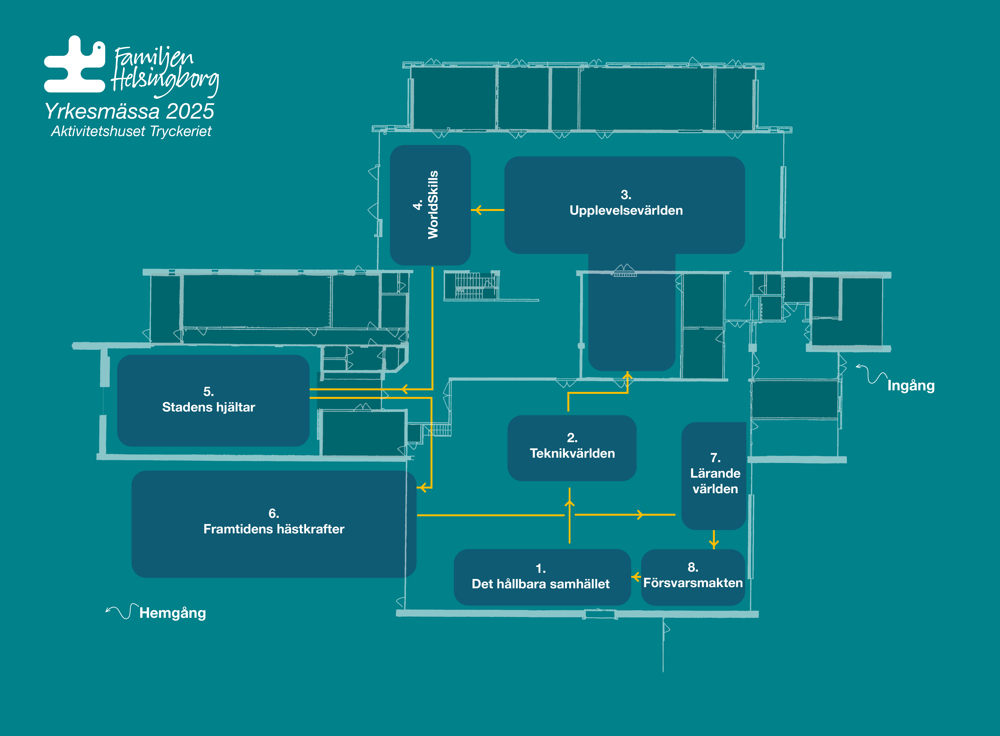 Familjen
Helsingborg
Yrkesmässa 2025
Aktivitetshuset Tryckeriet
4.
WorldSkills
3.
Upplevelsevärlden
5.
Stadens hjältar
Ingång
2.
Teknikvärlden
7.
Lärande
världen
6.
Framtidens hästkrafter
1.
Det hållbara samhället
8.
Försvarsmakten
Hemgång